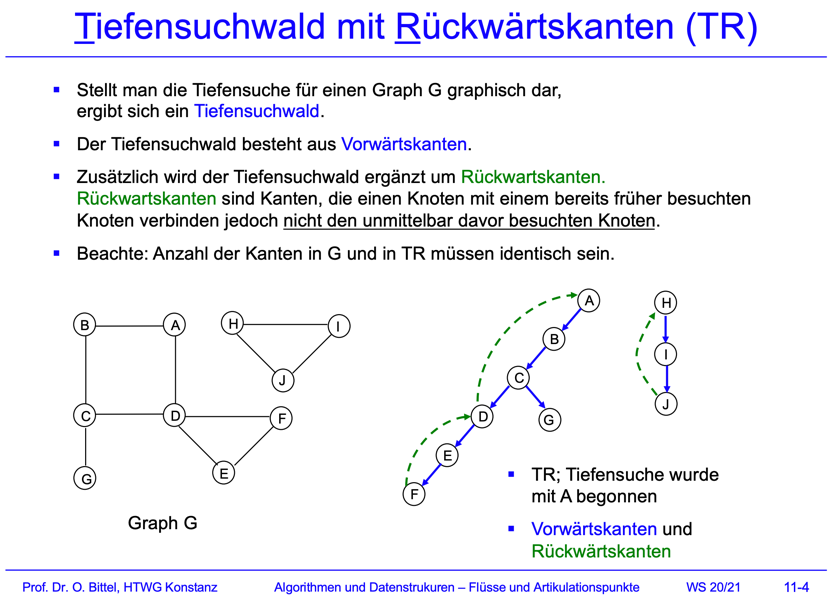 Tiefensuchwald mit Rückwärtskanten (TR)
▪ Stellt man die Tiefensuche für einen Graph G graphisch dar,
ergibt sich ein Tiefensuchwald.
▪ Der Tiefensuchwald besteht aus Vorwärtskanten.
▪ Zusätzlich wird der Tiefensuchwald ergänzt um Rückwartskanten.
Rückwartskanten sind Kanten, die einen Knoten mit einem bereits früher besuchten
Knoten verbinden jedoch nicht den unmittelbar davor besuchten Knoten.
▪ Beachte: Anzahl der Kanten in G und in TR müssen identisch sein.
B A H I
J
C D F
G E
Graph G
A
B
C
D G
E
F
H
I
J
▪ TR; Tiefensuche wurde
mit A begonnen
▪ Vorwärtskanten und
Rückwärtskanten
Prof. Dr. O. Bittel, HTWG Konstanz Algorithmen und Datenstrukuren – Flüsse und Artikulationspunkte WS 20/21 11-4